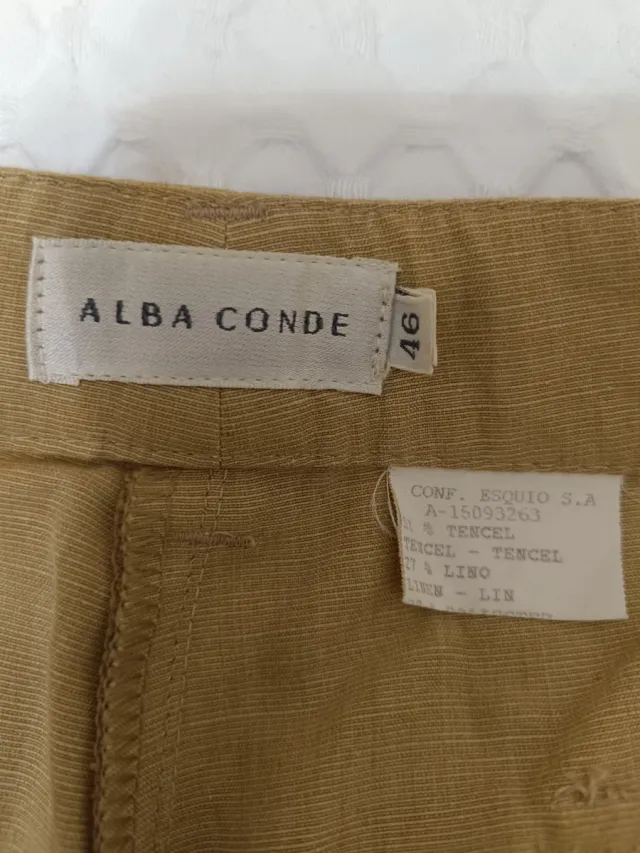 ALBA CONDE
46
CONF. ESQUIO S.A
A-15093263
% TENCEL
TENCEL - TENCEL
27 % LINO
LINEN - LIN